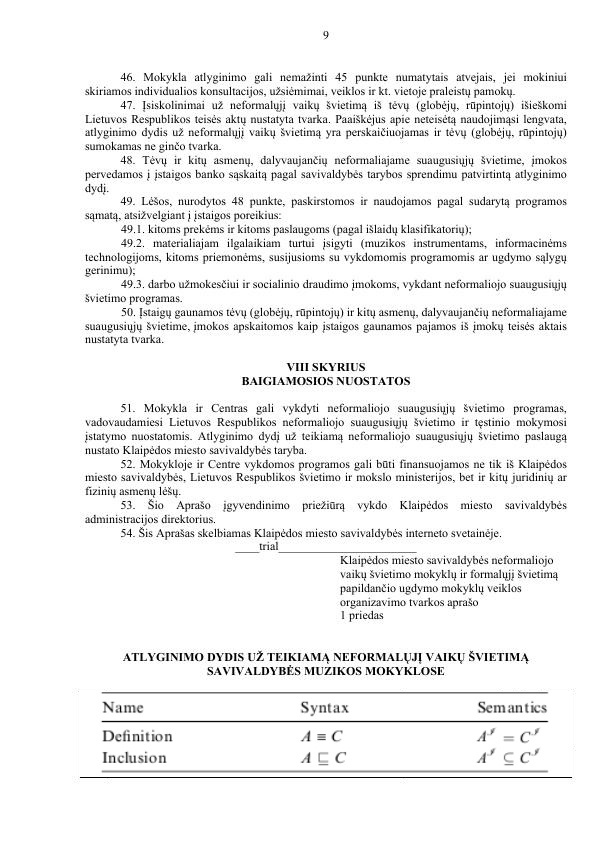 9
46. Mokykla atlyginimo gali nemažinti 45 punkte numatytais atvejais, jei mokiniui
skiriamos individualios konsultacijos, užsiėmimai, veiklos ir kt. vietoje praleistų pamokų.
47. Įsiskolinimai už neformalųjį vaikų švietimą iš tėvų (globėjų, rūpintojų) išieškomi
Lietuvos Respublikos teisės aktų nustatyta tvarka. Paaiškėjus apie neteisėtą naudojimąsi lengvata,
atlyginimo dydis už neformalųjį vaikų švietimą yra perskaičiuojamas ir tėvų (globėjų, rūpintojų)
sumokamas ne ginčo tvarka.
48. Tėvų ir kitų asmenų, dalyvaujančių neformaliajame suaugusiųjų švietime, įmokos
pervedamos į įstaigos banko sąskaitą pagal savivaldybės tarybos sprendimu patvirtintą atlyginimo
dydį.
49. Lėšos, nurodytos 48 punkte, paskirstomos ir naudojamos pagal sudarytą programos
sąmatą, atsižvelgiant į įstaigos poreikius:
49.1. kitoms prekėms ir kitoms paslaugoms (pagal išlaidų klasifikatorių);
49.2. materialiajam ilgalaikiam turtui įsigyti (muzikos instrumentams, informacinėms
technologijoms, kitoms priemonėms, susijusioms su vykdomomis programomis ar ugdymo sąlygų
gerinimu);
49.3. darbo užmokesčiui ir socialinio draudimo įmokoms, vykdant neformaliojo suaugusiųjų
švietimo programas.
50. Įstaigų gaunamos tėvų (globėjų, rūpintojų) ir kitų asmenų, dalyvaujančių neformaliajame
suaugusiųjų švietime, įmokos apskaitomos kaip įstaigos gaunamos pajamos iš įmokų teisės aktais
nustatyta tvarka.
VIII SKYRIUS
BAIGIAMOSIOS NUOSTATOS
51. Mokykla ir Centras gali vykdyti neformaliojo suaugusiųjų švietimo programas,
vadovaudamiesi Lietuvos Respublikos neformaliojo suaugusiųjų švietimo ir tęstinio mokymosi
įstatymo nuostatomis. Atlyginimo dydį už teikiamą neformaliojo suaugusiųjų švietimo paslaugą
nustato Klaipėdos miesto savivaldybės taryba.
52. Mokykloje ir Centre vykdomos programos gali būti finansuojamos ne tik iš Klaipėdos
miesto savivaldybės, Lietuvos Respublikos švietimo ir mokslo ministerijos, bet ir kitų juridinių ar
fizinių asmenų lėšų.
53. Šio Aprašo įgyvendinimo priežiūrą vykdo Klaipėdos miesto savivaldybės
administracijos direktorius.
54. Šis Aprašas skelbiamas Klaipėdos miesto savivaldybės interneto svetainėje.
____trial_______________________
Klaipėdos miesto savivaldybės neformaliojo
vaikų švietimo mokyklų ir formalųjį švietimą
papildančio ugdymo mokyklų veiklos
organizavimo tvarkos aprašo
1 priedas
ATLYGINIMO DYDIS UŽ TEIKIAMĄ NEFORMALŲJĮ VAIKŲ ŠVIETIMĄ
SAVIVALDYBĖS MUZIKOS MOKYKLOSE
Name Syntax Semantics
Definition A ≡ C A^ℐ = C^ℐ
Inclusion A ⊑ C A^ℐ ⊆ C^ℐ